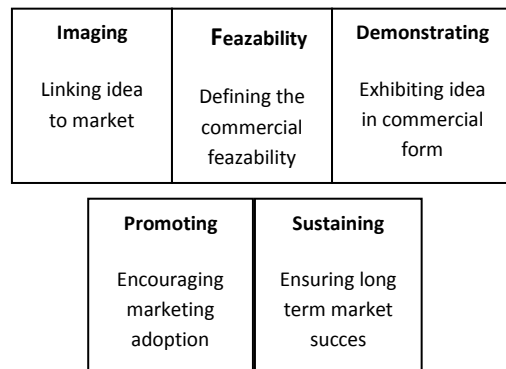 Imaging
Linking idea
to market
Feazability
Defining the
commercial
feazability
Demonstrating
Exhibiting idea
in commercial
form
Promoting
Encouraging
marketing
adoption
Sustaining
Ensuring long
term market
succes